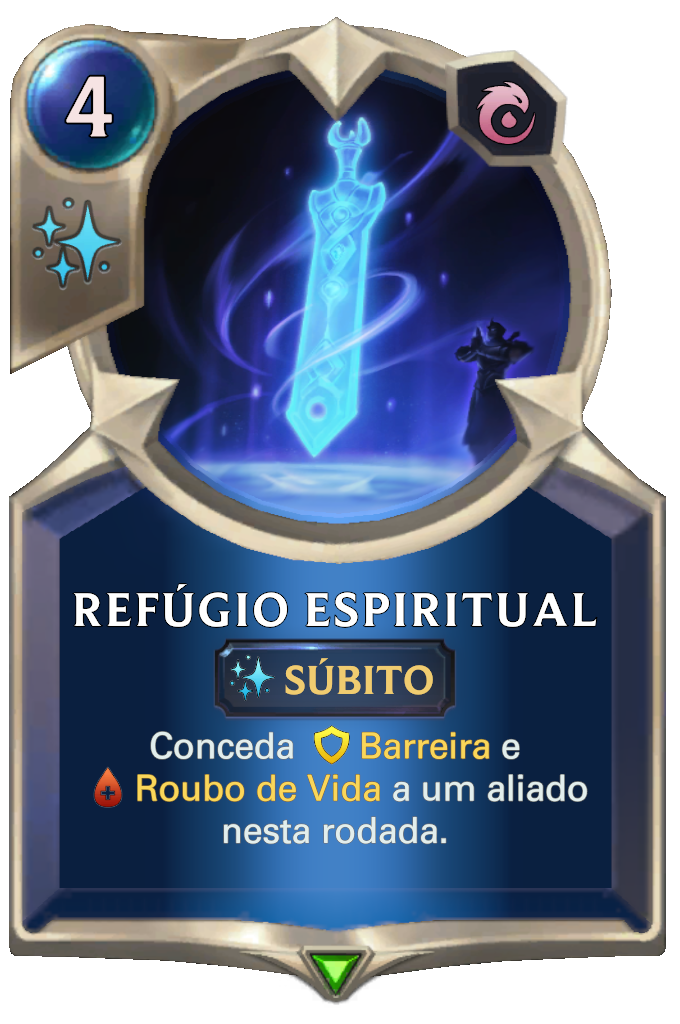 4
REFÚGIO ESPIRITUAL
SÚBITO
Conceda Barreira e
Roubo de Vida a um aliado
nesta rodada.